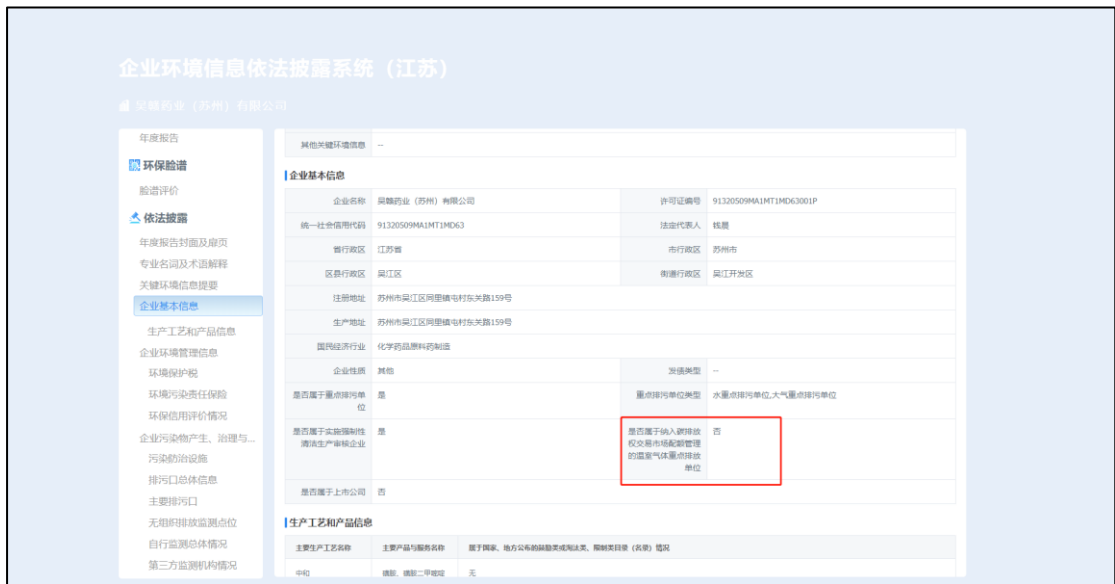 企业环境信息依法披露系统（江苏）
吴赣药业（苏州）有限公司
年度报告
环保脸谱
脸谱评价
依法披露
年度报告封面及扉页
专业名词及术语解释
关键环境信息提要
企业基本信息
生产工艺和产品信息
企业环境管理信息
环境保护税
环境污染责任保险
环保信用评价情况
企业污染物产生、治理与...
污染防治设施
排污口总体信息
主要排污口
无组织排放监测点位
自行监测总体情况
第三方监测机构情况
其他关键环境信息 --
企业基本信息
企业名称 吴赣药业（苏州）有限公司 许可证编号 91320509MA1MT1MD63001P
统一社会信用代码 91320509MA1MT1MD63 法定代表人 钱晨
省行政区 江苏省 市行政区 苏州市
区县行政区 吴江区 街道行政区 吴江开发区
注册地址 苏州市吴江区同里镇屯村东关路159号
生产地址 苏州市吴江区同里镇屯村东关路159号
国民经济行业 化学药品原料药制造
企业性质 其他 发债类型 --
是否属于重点排污单位 是 重点排污单位类型 水重点排污单位,大气重点排污单位
是否属于实施强制性清洁生产审核企业 是 是否属于纳入碳排放权交易市场配额管理的温室气体重点排放单位 否
是否属于上市公司 否
生产工艺和产品信息
主要生产工艺名称 主要产品与服务名称 属于国家、地方公布的鼓励类或淘汰类、限制类目录（名录）情况
中和 无